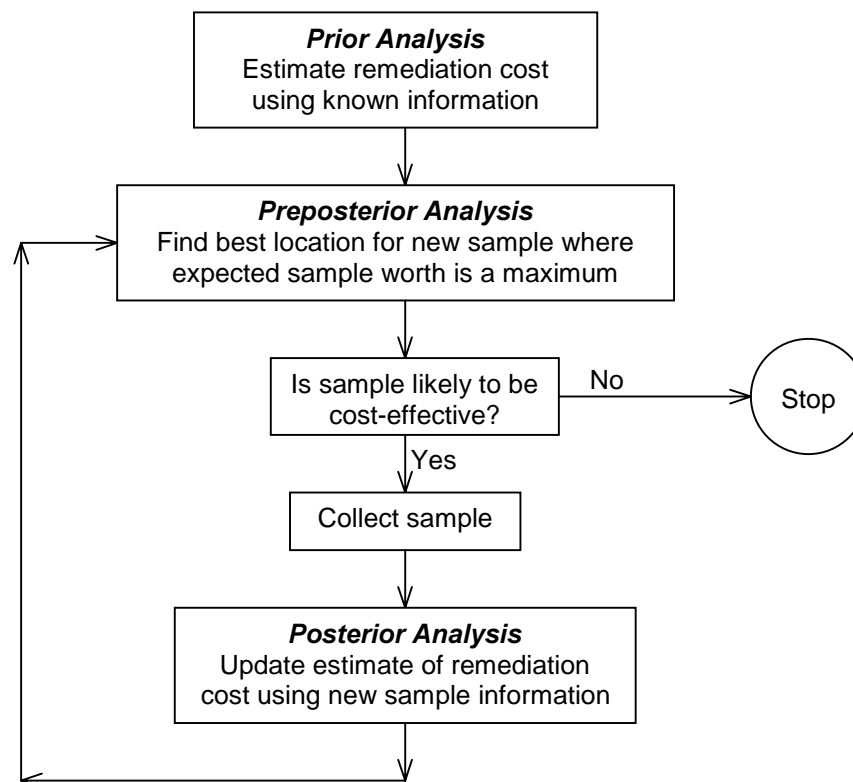 Prior Analysis
Estimate remediation cost
using known information
Preposterior Analysis
Find best location for new sample where
expected sample worth is a maximum
Is sample likely to be
cost-effective?
No
Stop
Yes
Collect sample
Posterior Analysis
Update estimate of remediation
cost using new sample information